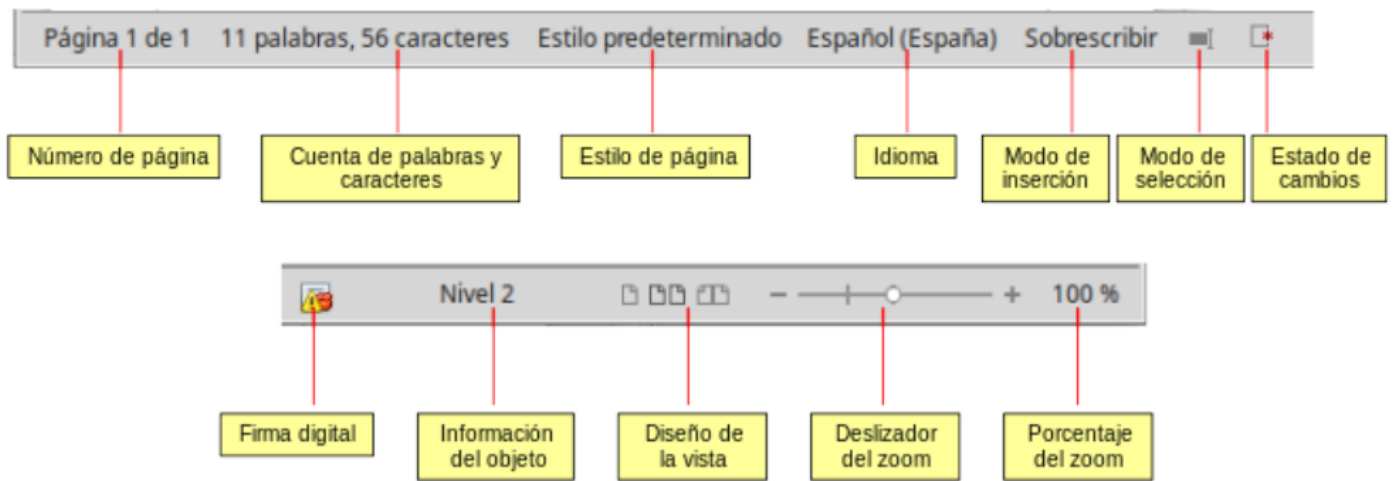 Página 1 de 1 11 palabras, 56 caracteres Estilo predeterminado Español (España) Sobrescribir
Número de página
Cuenta de palabras y
caracteres
Estilo de página
Idioma
Modo de
inserción
Modo de
selección
Estado de
cambios
Nivel 2 100 %
Firma digital
Información
del objeto
Diseño de
la vista
Deslizador
del zoom
Porcentaje
del zoom